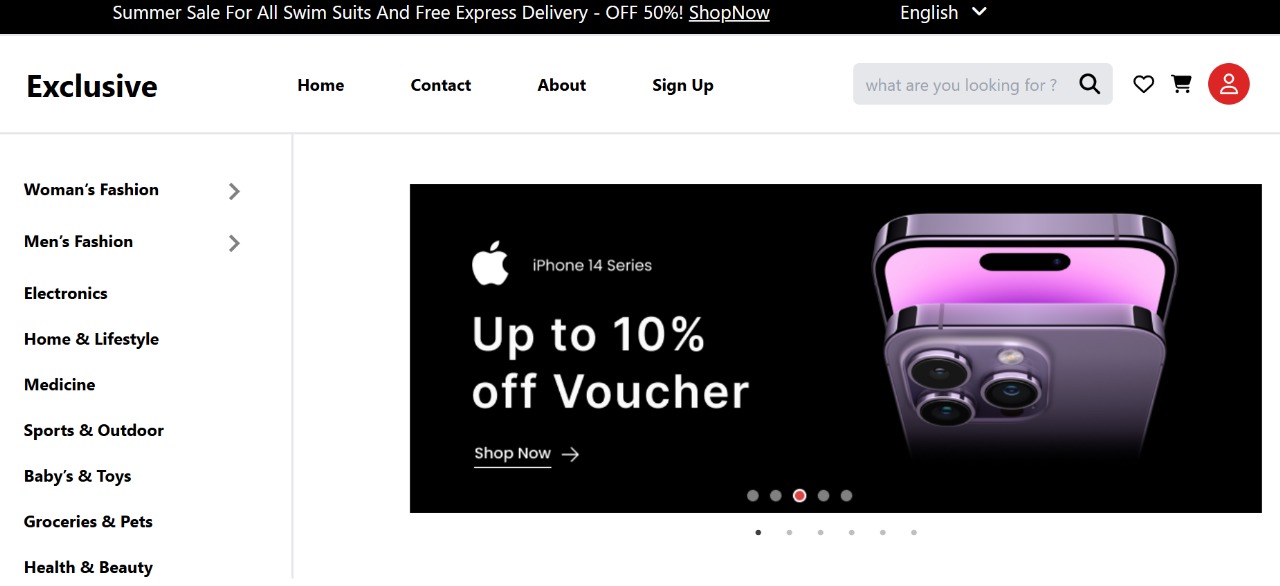 Summer Sale For All Swim Suits And Free Express Delivery - OFF 50%! ShopNow
English
Exclusive
Home
Contact
About
Sign Up
what are you looking for ?
Woman's Fashion
Men's Fashion
Electronics
Home & Lifestyle
Medicine
Sports & Outdoor
Baby's & Toys
Groceries & Pets
Health & Beauty
iPhone 14 Series
Up to 10%
off Voucher
Shop Now